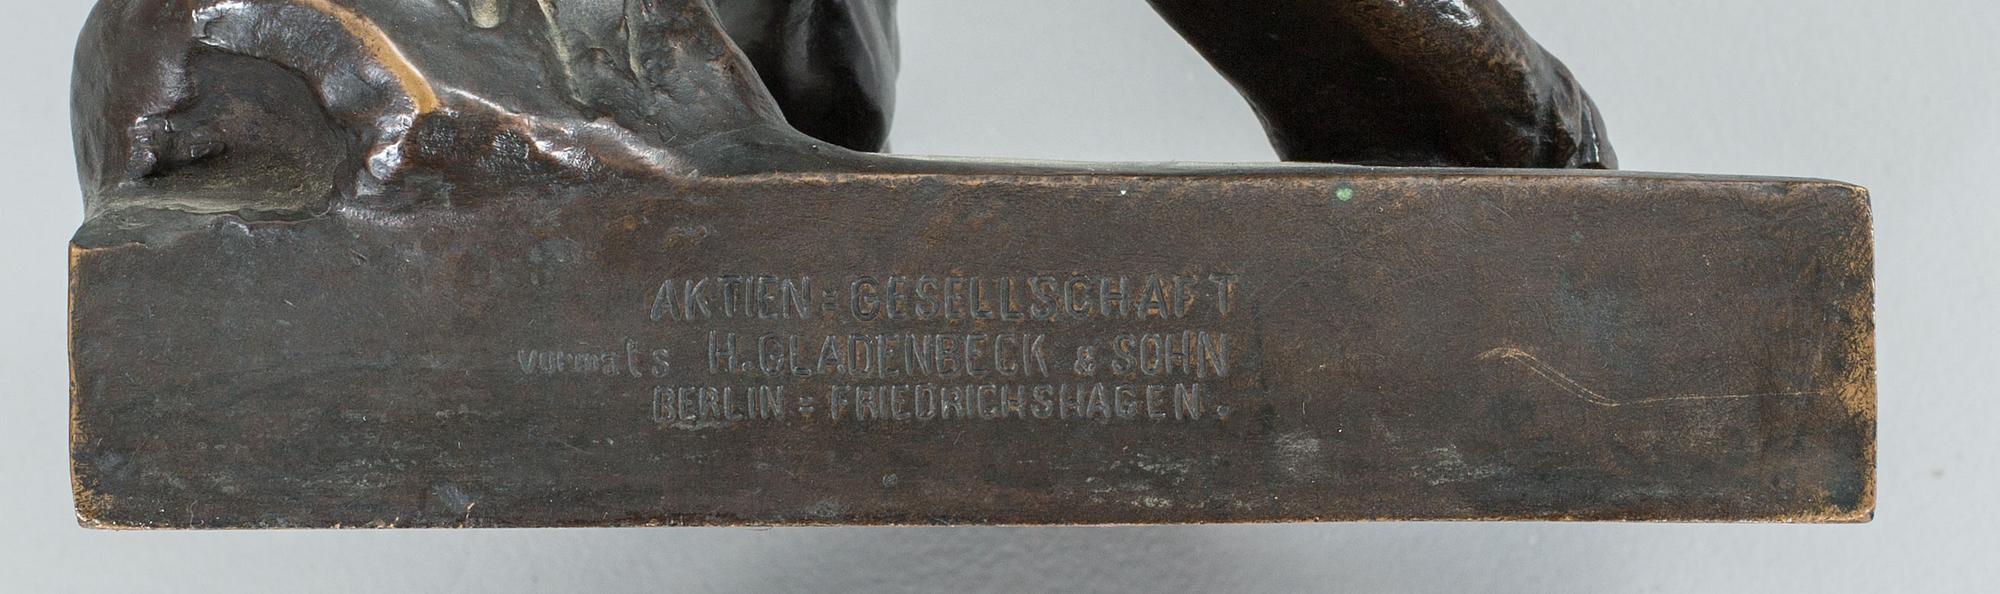 AKTIEN=GESELLSCHAFT
vormals H.GLADENBECK & SOHN
BERLIN=FRIEDRICHSHAGEN.